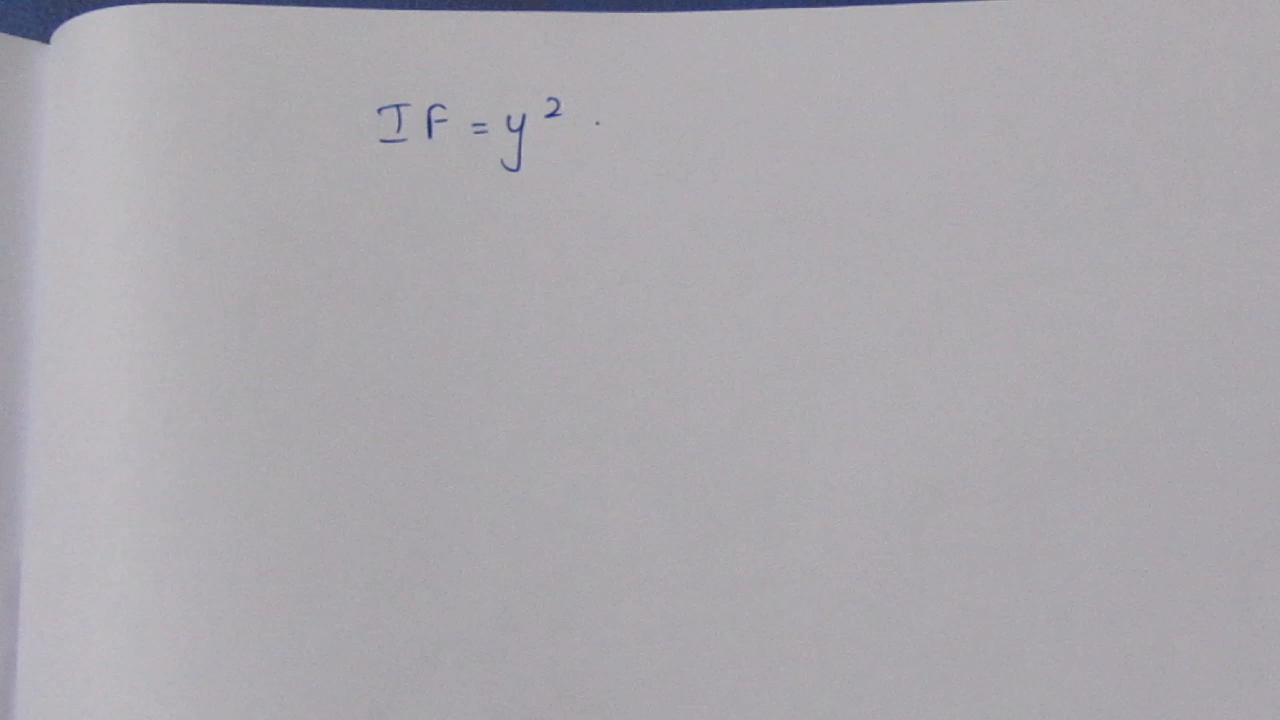 IF = y² .